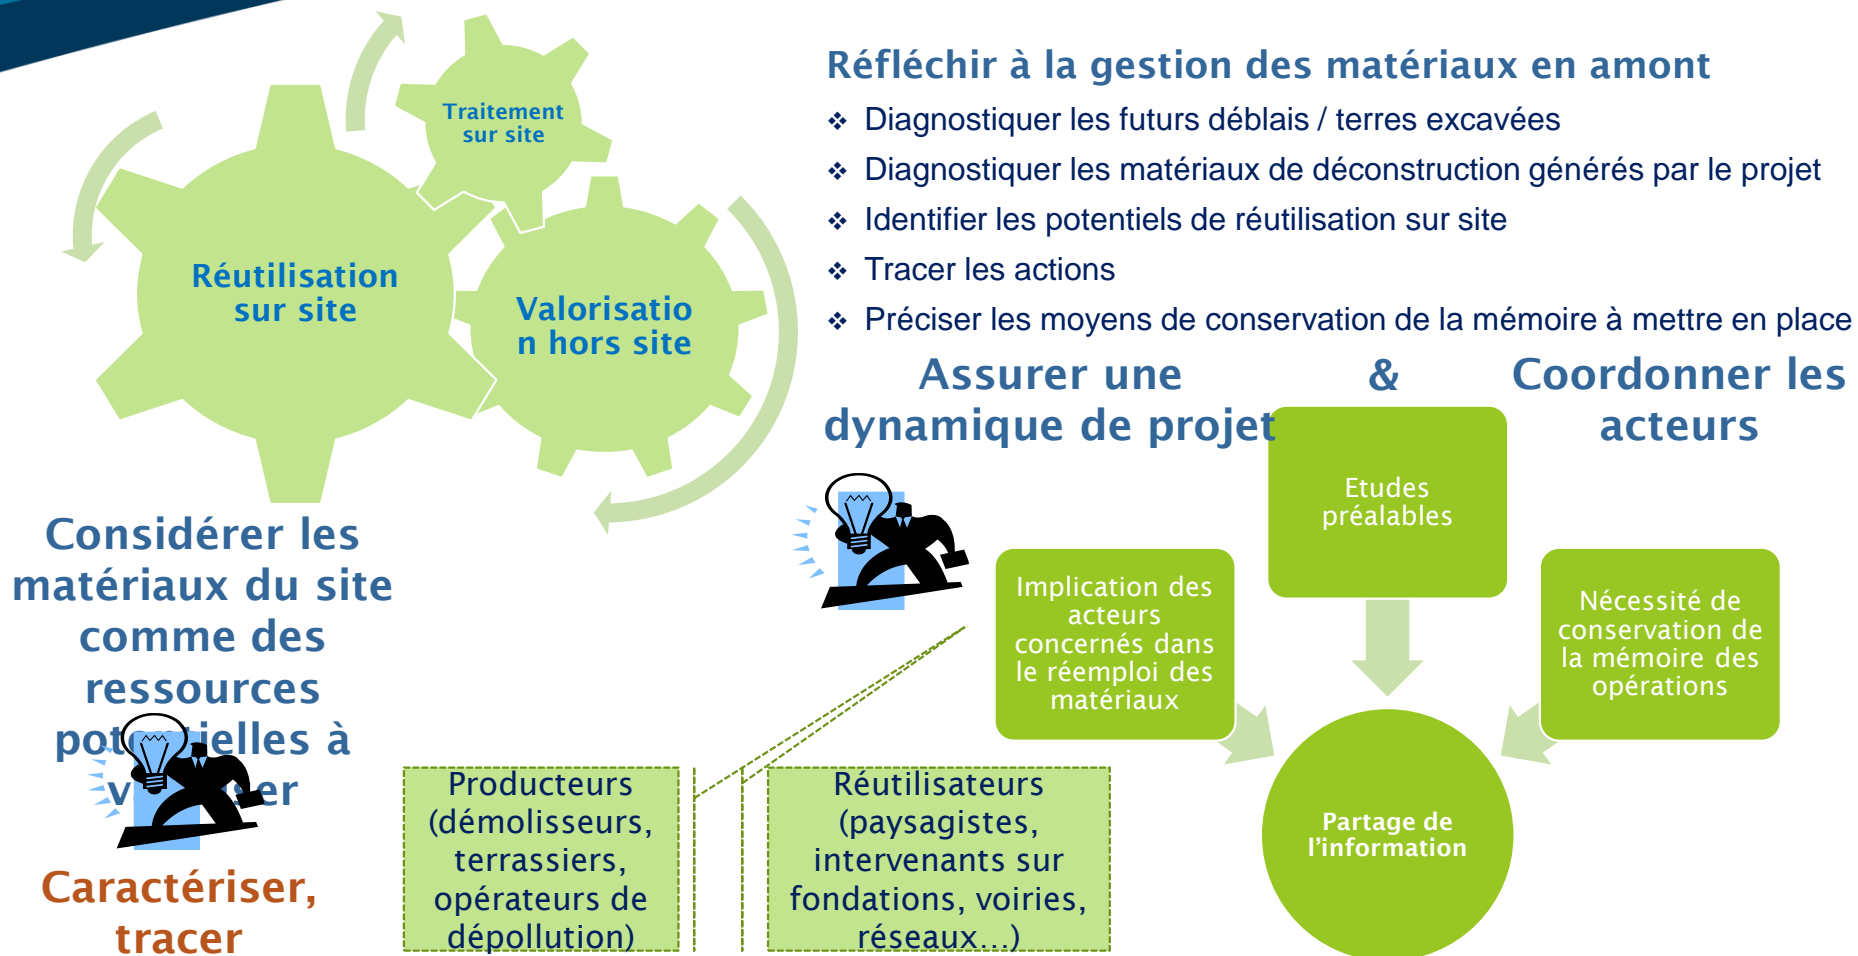 Traitement
sur site
Réutilisation
sur site
Valorisatio
n hors site
Réfléchir à la gestion des matériaux en amont
❖ Diagnostiquer les futurs déblais / terres excavées
❖ Diagnostiquer les matériaux de déconstruction générés par le projet
❖ Identifier les potentiels de réutilisation sur site
❖ Tracer les actions
❖ Préciser les moyens de conservation de la mémoire à mettre en place
Assurer une
dynamique de projet
&
Coordonner les
acteurs
Etudes
préalables
Implication des
acteurs
concernés dans
le réemploi des
matériaux
Nécessité de
conservation de
la mémoire des
opérations
Partage de
l’information
Considérer les
matériaux du site
comme des
ressources
potentielles à
valoriser
Caractériser,
tracer
Producteurs
(démolisseurs,
terrassiers,
opérateurs de
dépollution)
Réutilisateurs
(paysagistes,
intervenants sur
fondations, voiries,
réseaux…)